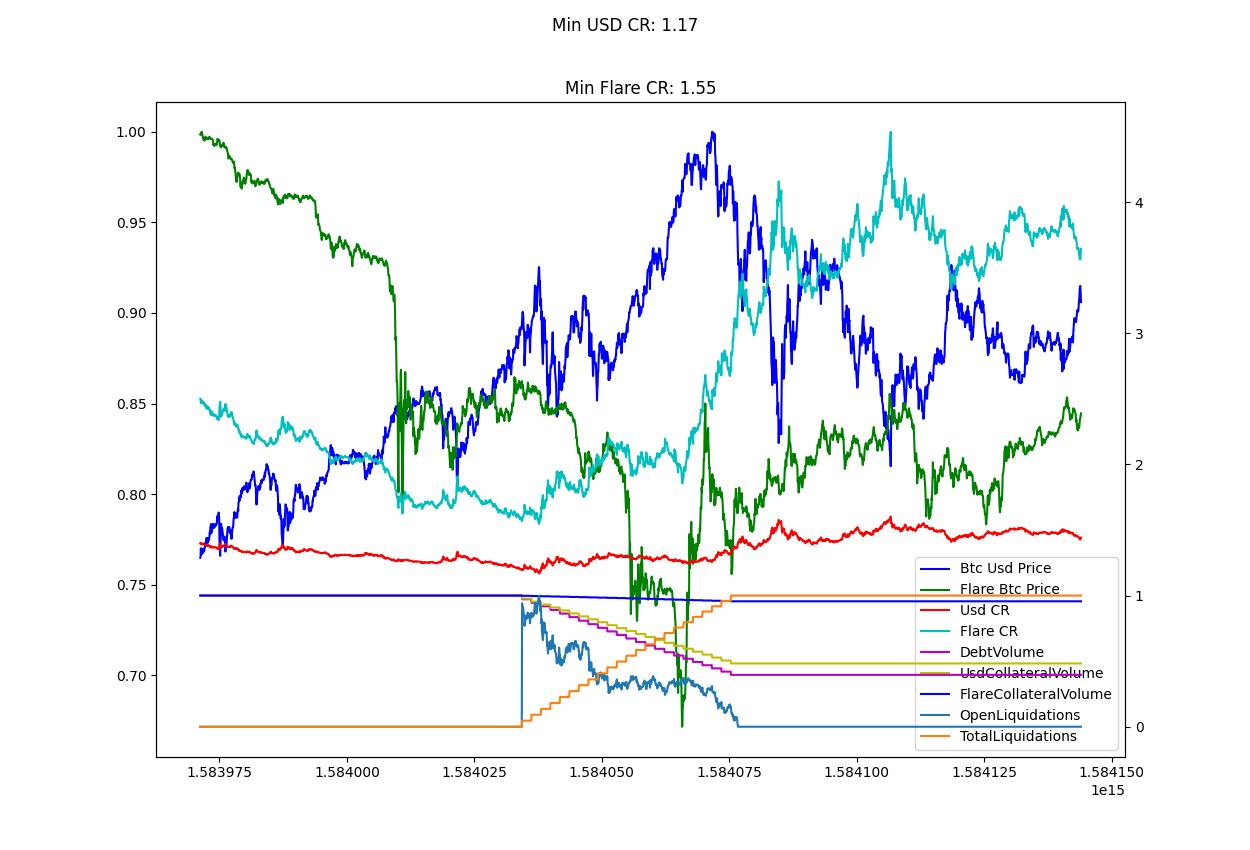 Min USD CR: 1.17
Min Flare CR: 1.55
1.00
0.95
0.90
0.85
0.80
0.75
0.70
4
3
2
1
0
Btc Usd Price
Flare Btc Price
Usd CR
Flare CR
DebtVolume
UsdCollateralVolume
FlareCollateralVolume
OpenLiquidations
TotalLiquidations
1.583975 1.584000 1.584025 1.584050 1.584075 1.584100 1.584125 1.584150
1e15